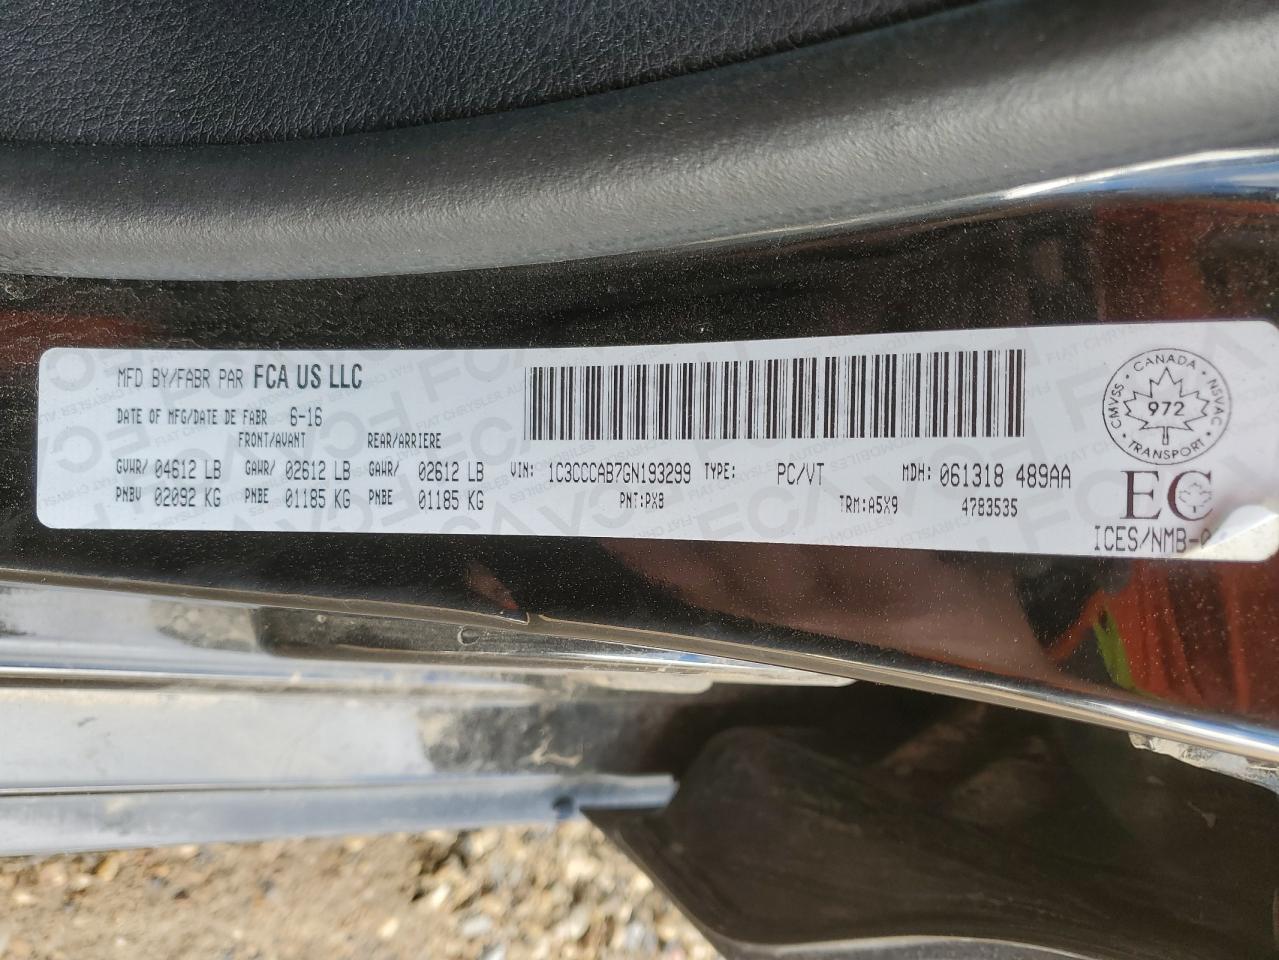 MFD BY/FABR PAR FCA US LLC
DATE OF MFG/DATE DE FABR 6-16
FRONT/AVANT REAR/ARRIERE
GVWR/ 04612 LB GAWR/ 02612 LB GAWR/ 02612 LB
PNBV 02092 KG PNBE 01185 KG PNBE 01185 KG
VIN: 1C3CCCAB7GN193299 TYPE: PC/VT MDH: 061318 489AA
PNT:PX8 TRM:A5X9 4783535
CANADA
CMVSS 972 NSVAC
TRANSPORT
EC
ICES/NMB-